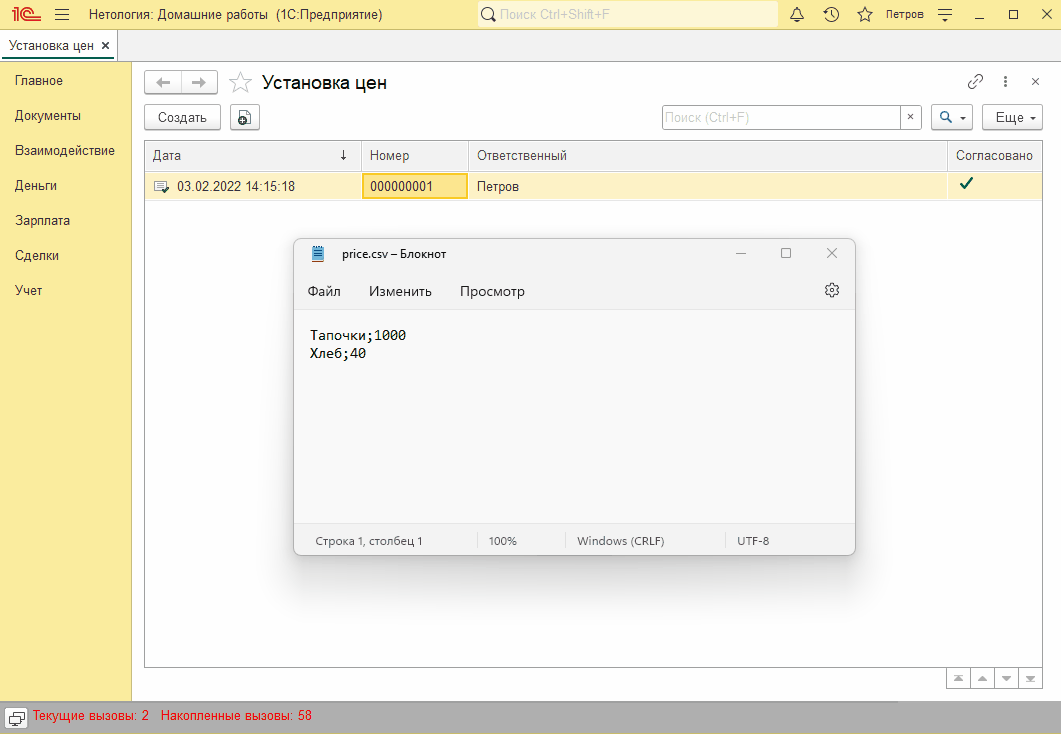 1С Нетология: Домашние работы (1С:Предприятие) Поиск Ctrl+Shift+F Петров
Установка цен
Главное
Документы
Взаимодействие
Деньги
Зарплата
Сделки
Учет
Установка цен
Создать Поиск (Ctrl+F) Еще
Дата Номер Ответственный Согласовано
03.02.2022 14:15:18 000000001 Петров
price.csv – Блокнот
Файл Изменить Просмотр
Тапочки;1000
Хлеб;40
Строка 1, столбец 1 100% Windows (CRLF) UTF-8
Текущие вызовы: 2 Накопленные вызовы: 58